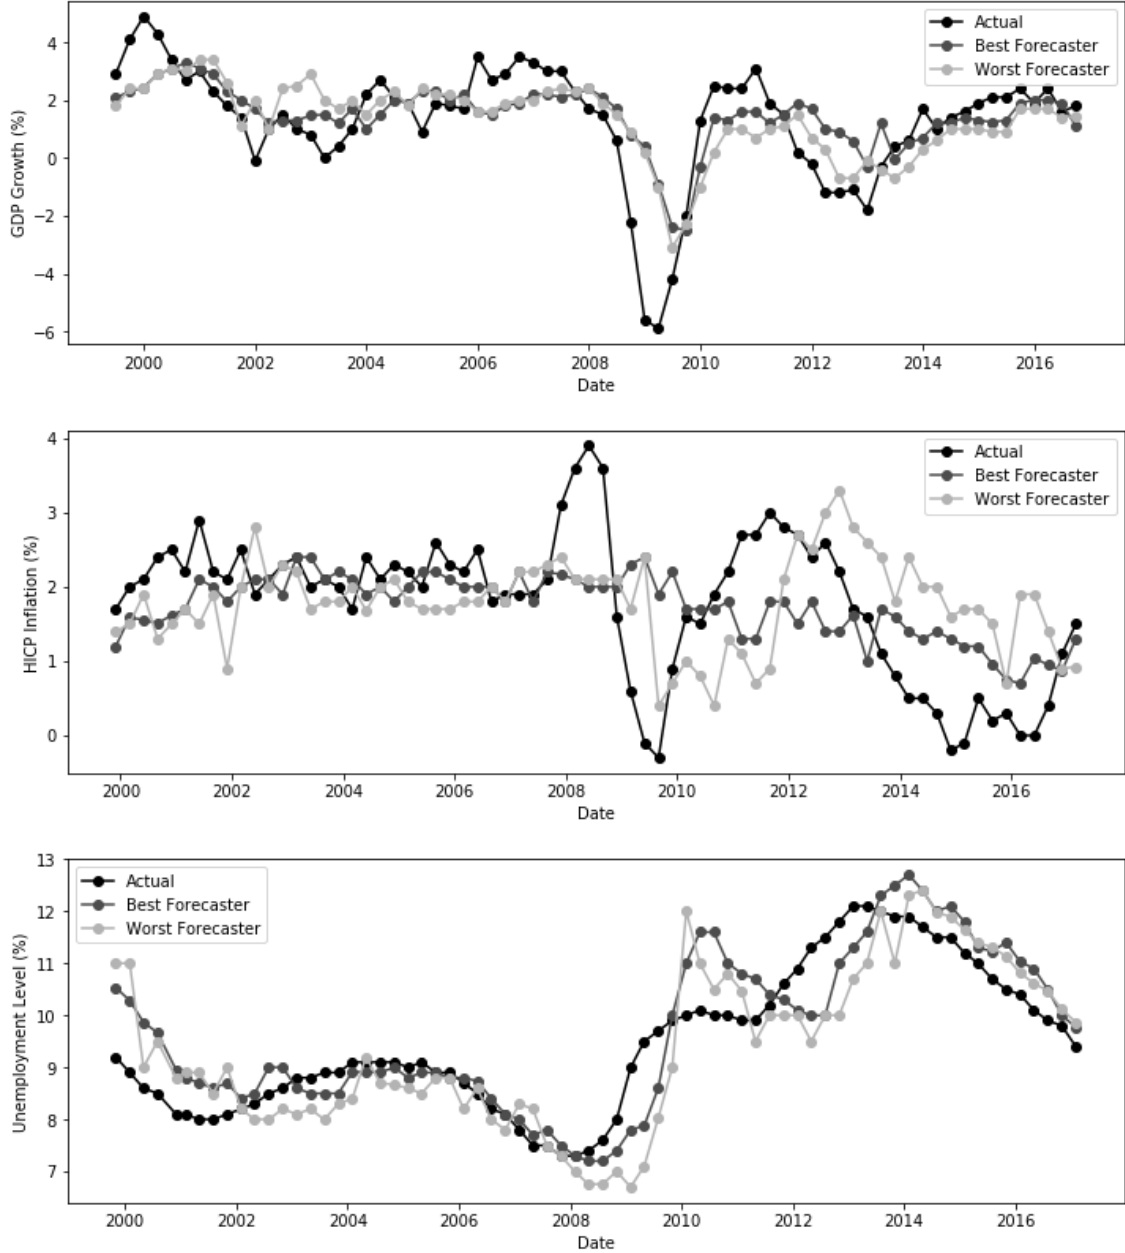 4
2
0
−2
−4
−6
GDP Growth (%)
Actual
Best Forecaster
Worst Forecaster
2000 2002 2004 2006 2008 2010 2012 2014 2016
Date
4
3
2
1
0
HICP Inflation (%)
Actual
Best Forecaster
Worst Forecaster
2000 2002 2004 2006 2008 2010 2012 2014 2016
Date
13
12
11
10
9
8
7
Unemployment Level (%)
Actual
Best Forecaster
Worst Forecaster
2000 2002 2004 2006 2008 2010 2012 2014 2016
Date